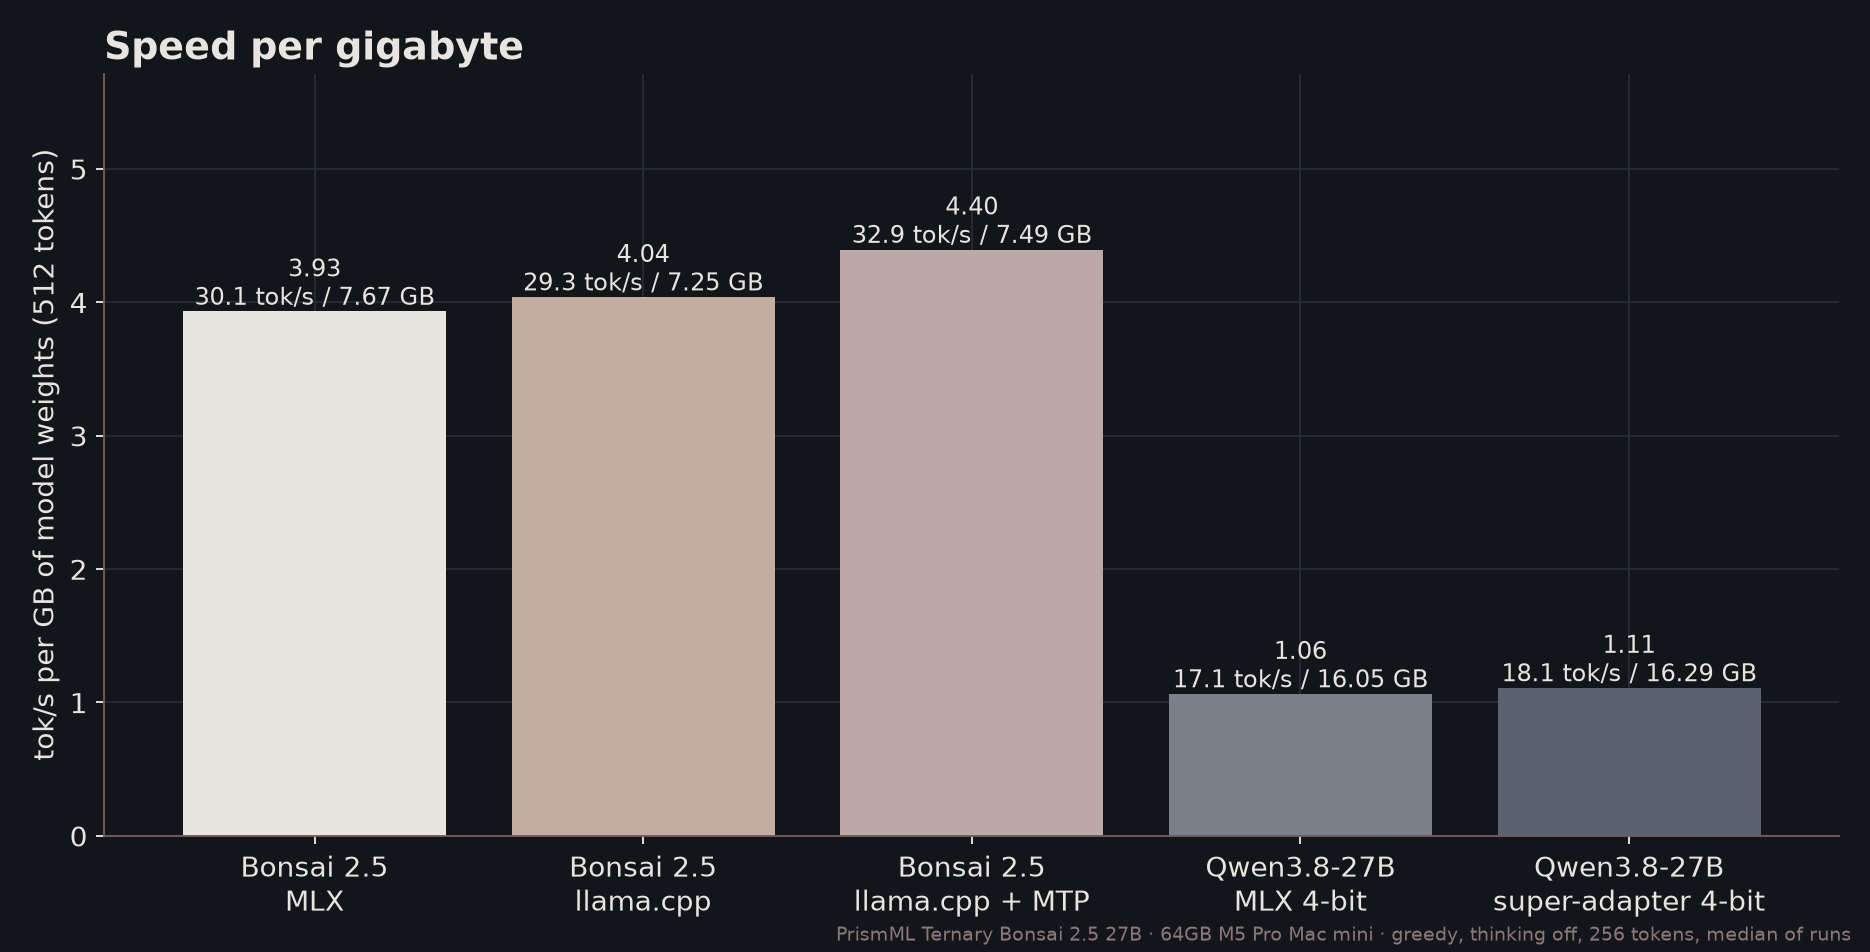 Speed per gigabyte
tok/s per GB of model weights (512 tokens)
5
4
3
2
1
0
3.93
30.1 tok/s / 7.67 GB
4.04
29.3 tok/s / 7.25 GB
4.40
32.9 tok/s / 7.49 GB
1.06
17.1 tok/s / 16.05 GB
1.11
18.1 tok/s / 16.29 GB
Bonsai 2.5
MLX
Bonsai 2.5
llama.cpp
Bonsai 2.5
llama.cpp + MTP
Qwen3.8-27B
MLX 4-bit
Qwen3.8-27B
super-adapter 4-bit
PrismML Ternary Bonsai 2.5 27B · 64GB M5 Pro Mac mini · greedy, thinking off, 256 tokens, median of runs